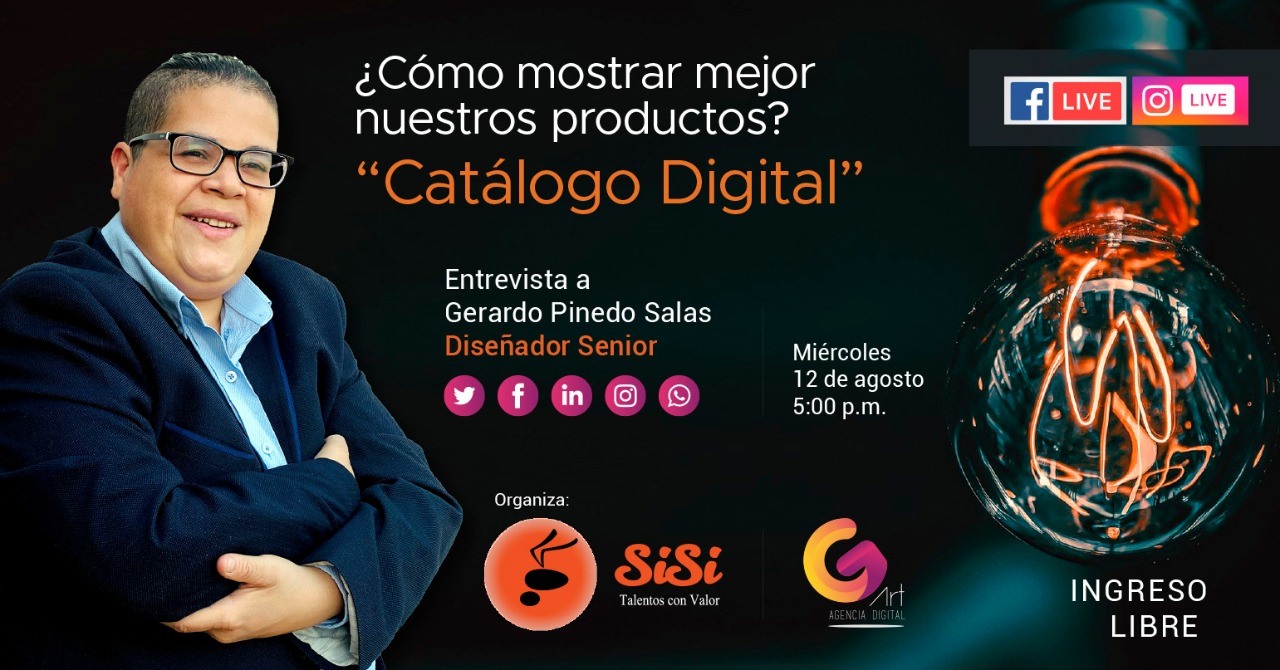 ¿Cómo mostrar mejor
nuestros productos?
“Catálogo Digital”
LIVE
LIVE
Entrevista a
Gerardo Pinedo Salas
Diseñador Senior
Miércoles
12 de agosto
5:00 p.m.
Organiza:
SiSi
Talentos con Valor
G Art
AGENCIA DIGITAL
INGRESO
LIBRE